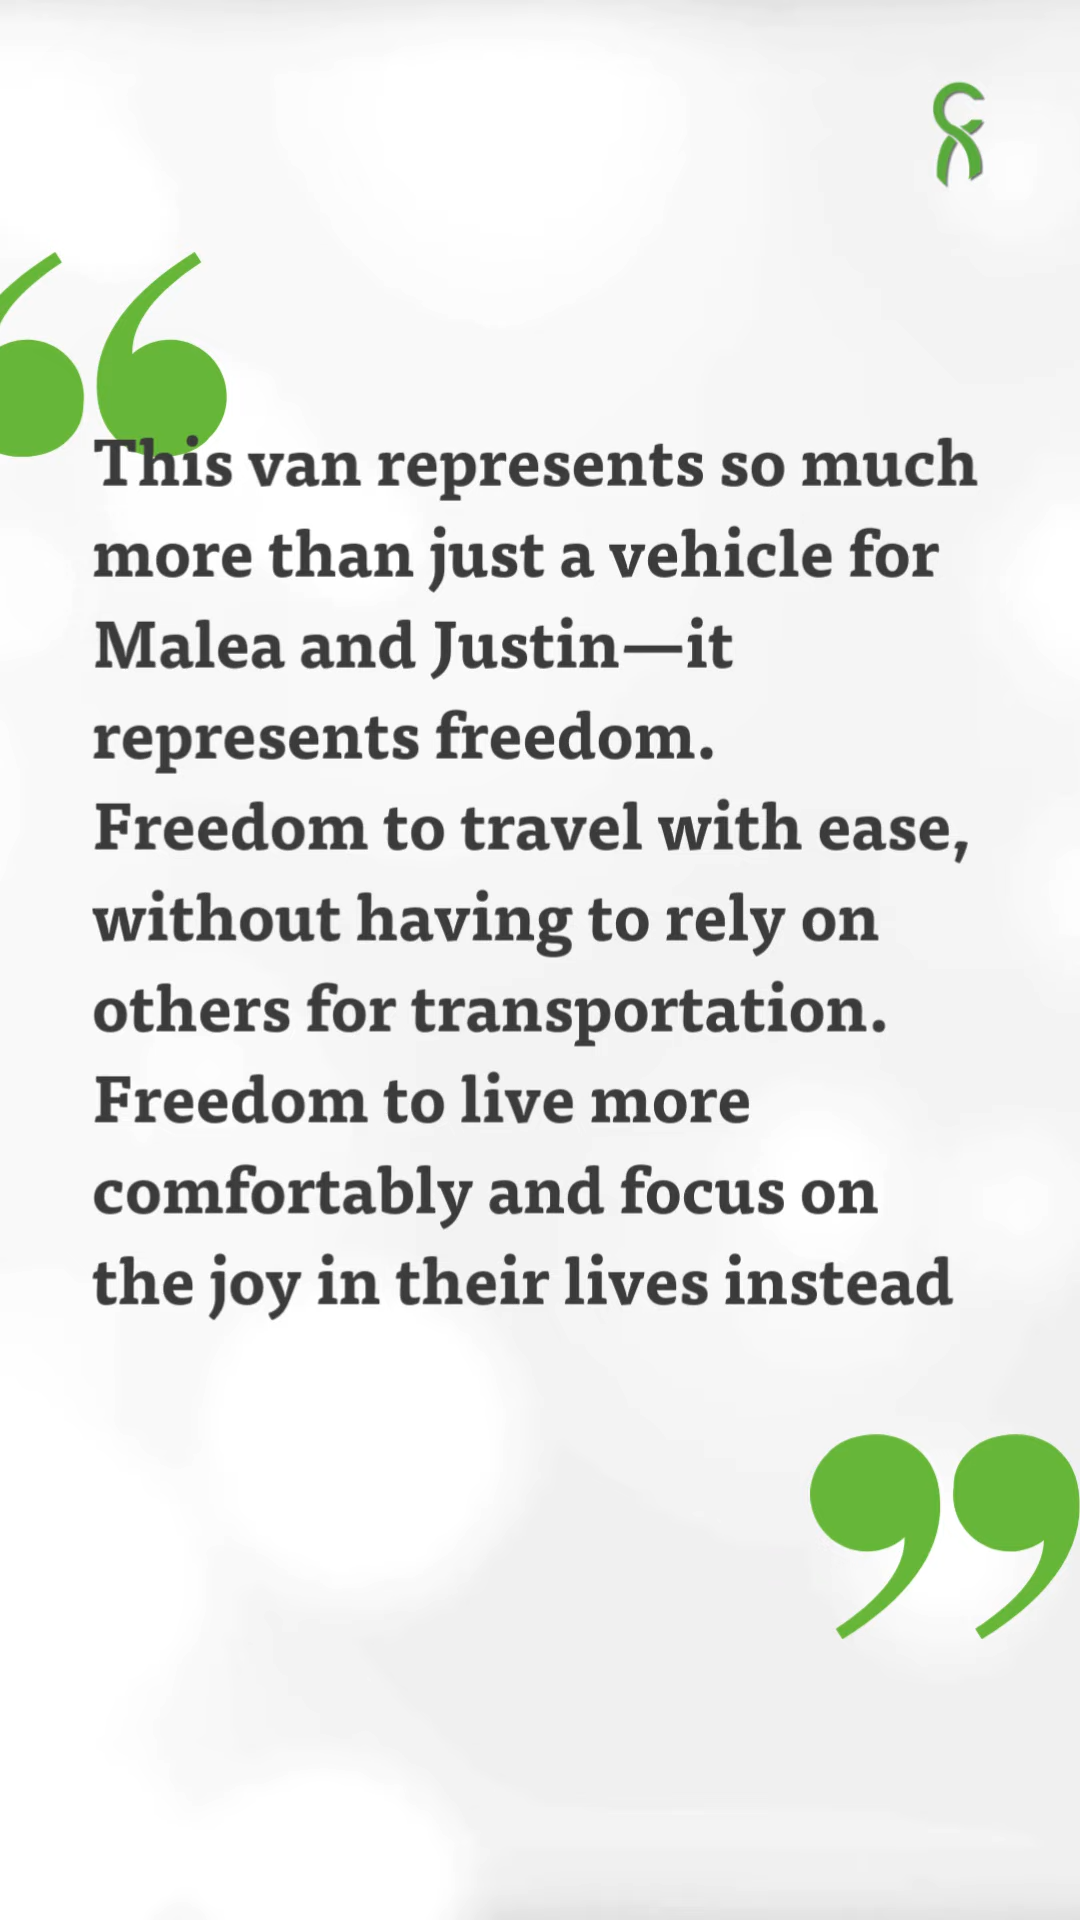 This van represents so much
more than just a vehicle for
Malea and Justin—it
represents freedom.
Freedom to travel with ease,
without having to rely on
others for transportation.
Freedom to live more
comfortably and focus on
the joy in their lives instead